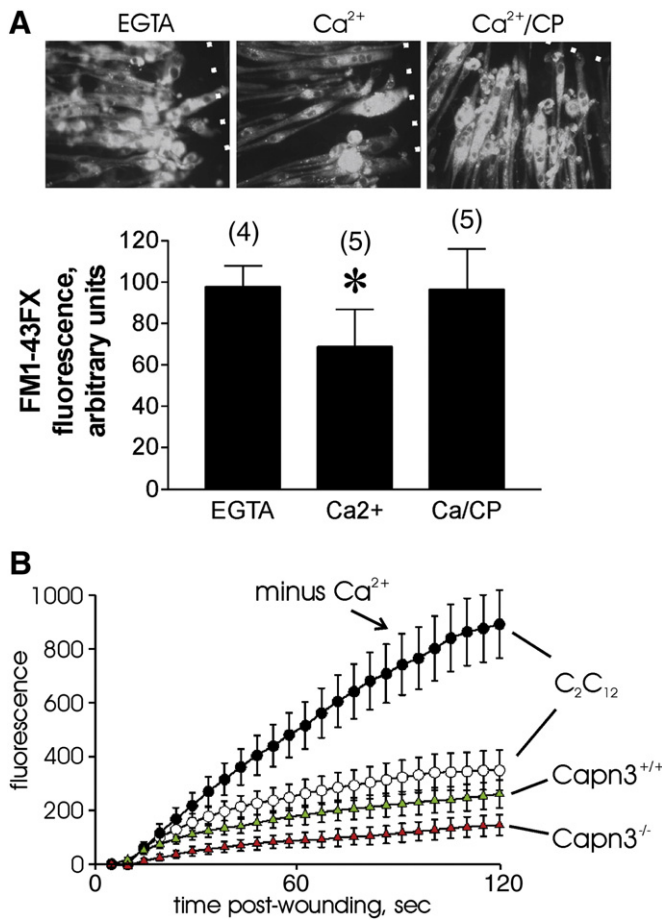 A
EGTA
Ca²⁺
Ca²⁺/CP
(4)
(5)
(5)
*
FM1-43FX
fluorescence,
arbitrary units
120
100
80
60
40
20
0
EGTA
Ca2+
Ca/CP
B
fluorescence
1000
800
600
400
200
0
minus Ca²⁺
C₂C₁₂
Capn3⁺/⁺
Capn3⁻/⁻
0
60
120
time post-wounding, sec